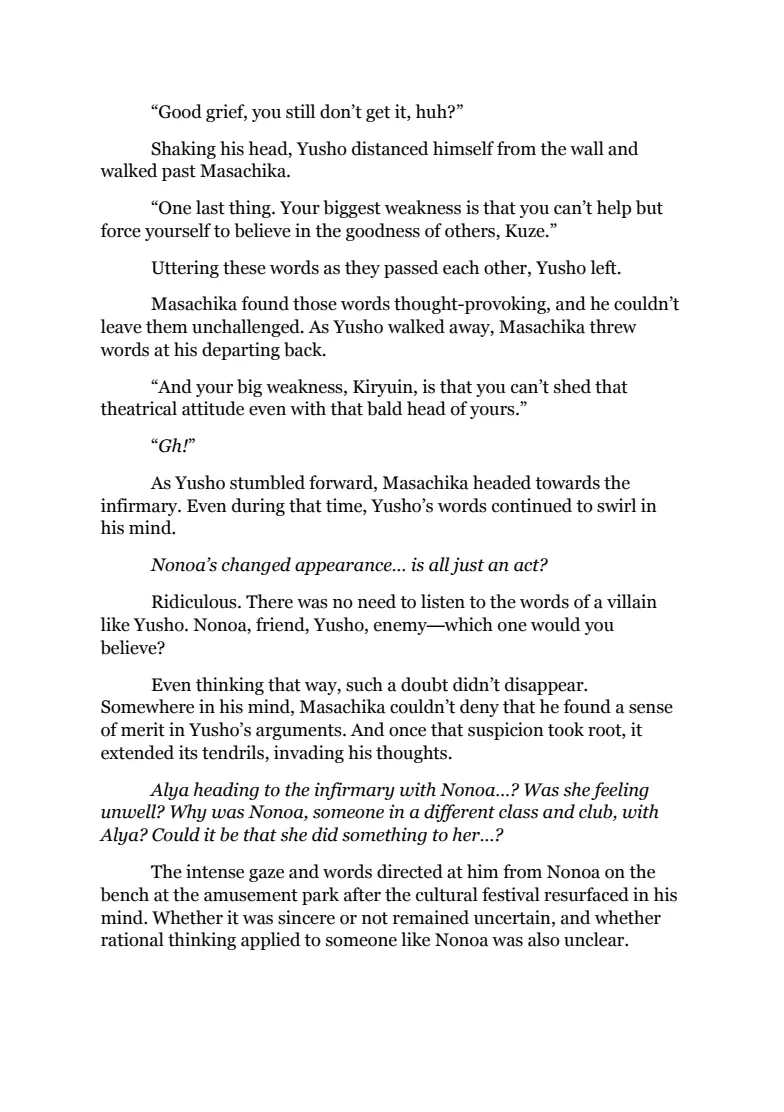 “Good grief, you still don’t get it, huh?”
Shaking his head, Yusho distanced himself from the wall and
walked past Masachika.
“One last thing. Your biggest weakness is that you can’t help but
force yourself to believe in the goodness of others, Kuze.”
Uttering these words as they passed each other, Yusho left.
Masachika found those words thought-provoking, and he couldn’t
leave them unchallenged. As Yusho walked away, Masachika threw
words at his departing back.
“And your big weakness, Kiryuin, is that you can’t shed that
theatrical attitude even with that bald head of yours.”
“Gh!”
As Yusho stumbled forward, Masachika headed towards the
infirmary. Even during that time, Yusho’s words continued to swirl in
his mind.
Nonoa’s changed appearance… is all just an act?
Ridiculous. There was no need to listen to the words of a villain
like Yusho. Nonoa, friend, Yusho, enemy—which one would you
believe?
Even thinking that way, such a doubt didn’t disappear.
Somewhere in his mind, Masachika couldn’t deny that he found a sense
of merit in Yusho’s arguments. And once that suspicion took root, it
extended its tendrils, invading his thoughts.
Alya heading to the infirmary with Nonoa…? Was she feeling
unwell? Why was Nonoa, someone in a different class and club, with
Alya? Could it be that she did something to her…?
The intense gaze and words directed at him from Nonoa on the
bench at the amusement park after the cultural festival resurfaced in his
mind. Whether it was sincere or not remained uncertain, and whether
rational thinking applied to someone like Nonoa was also unclear.